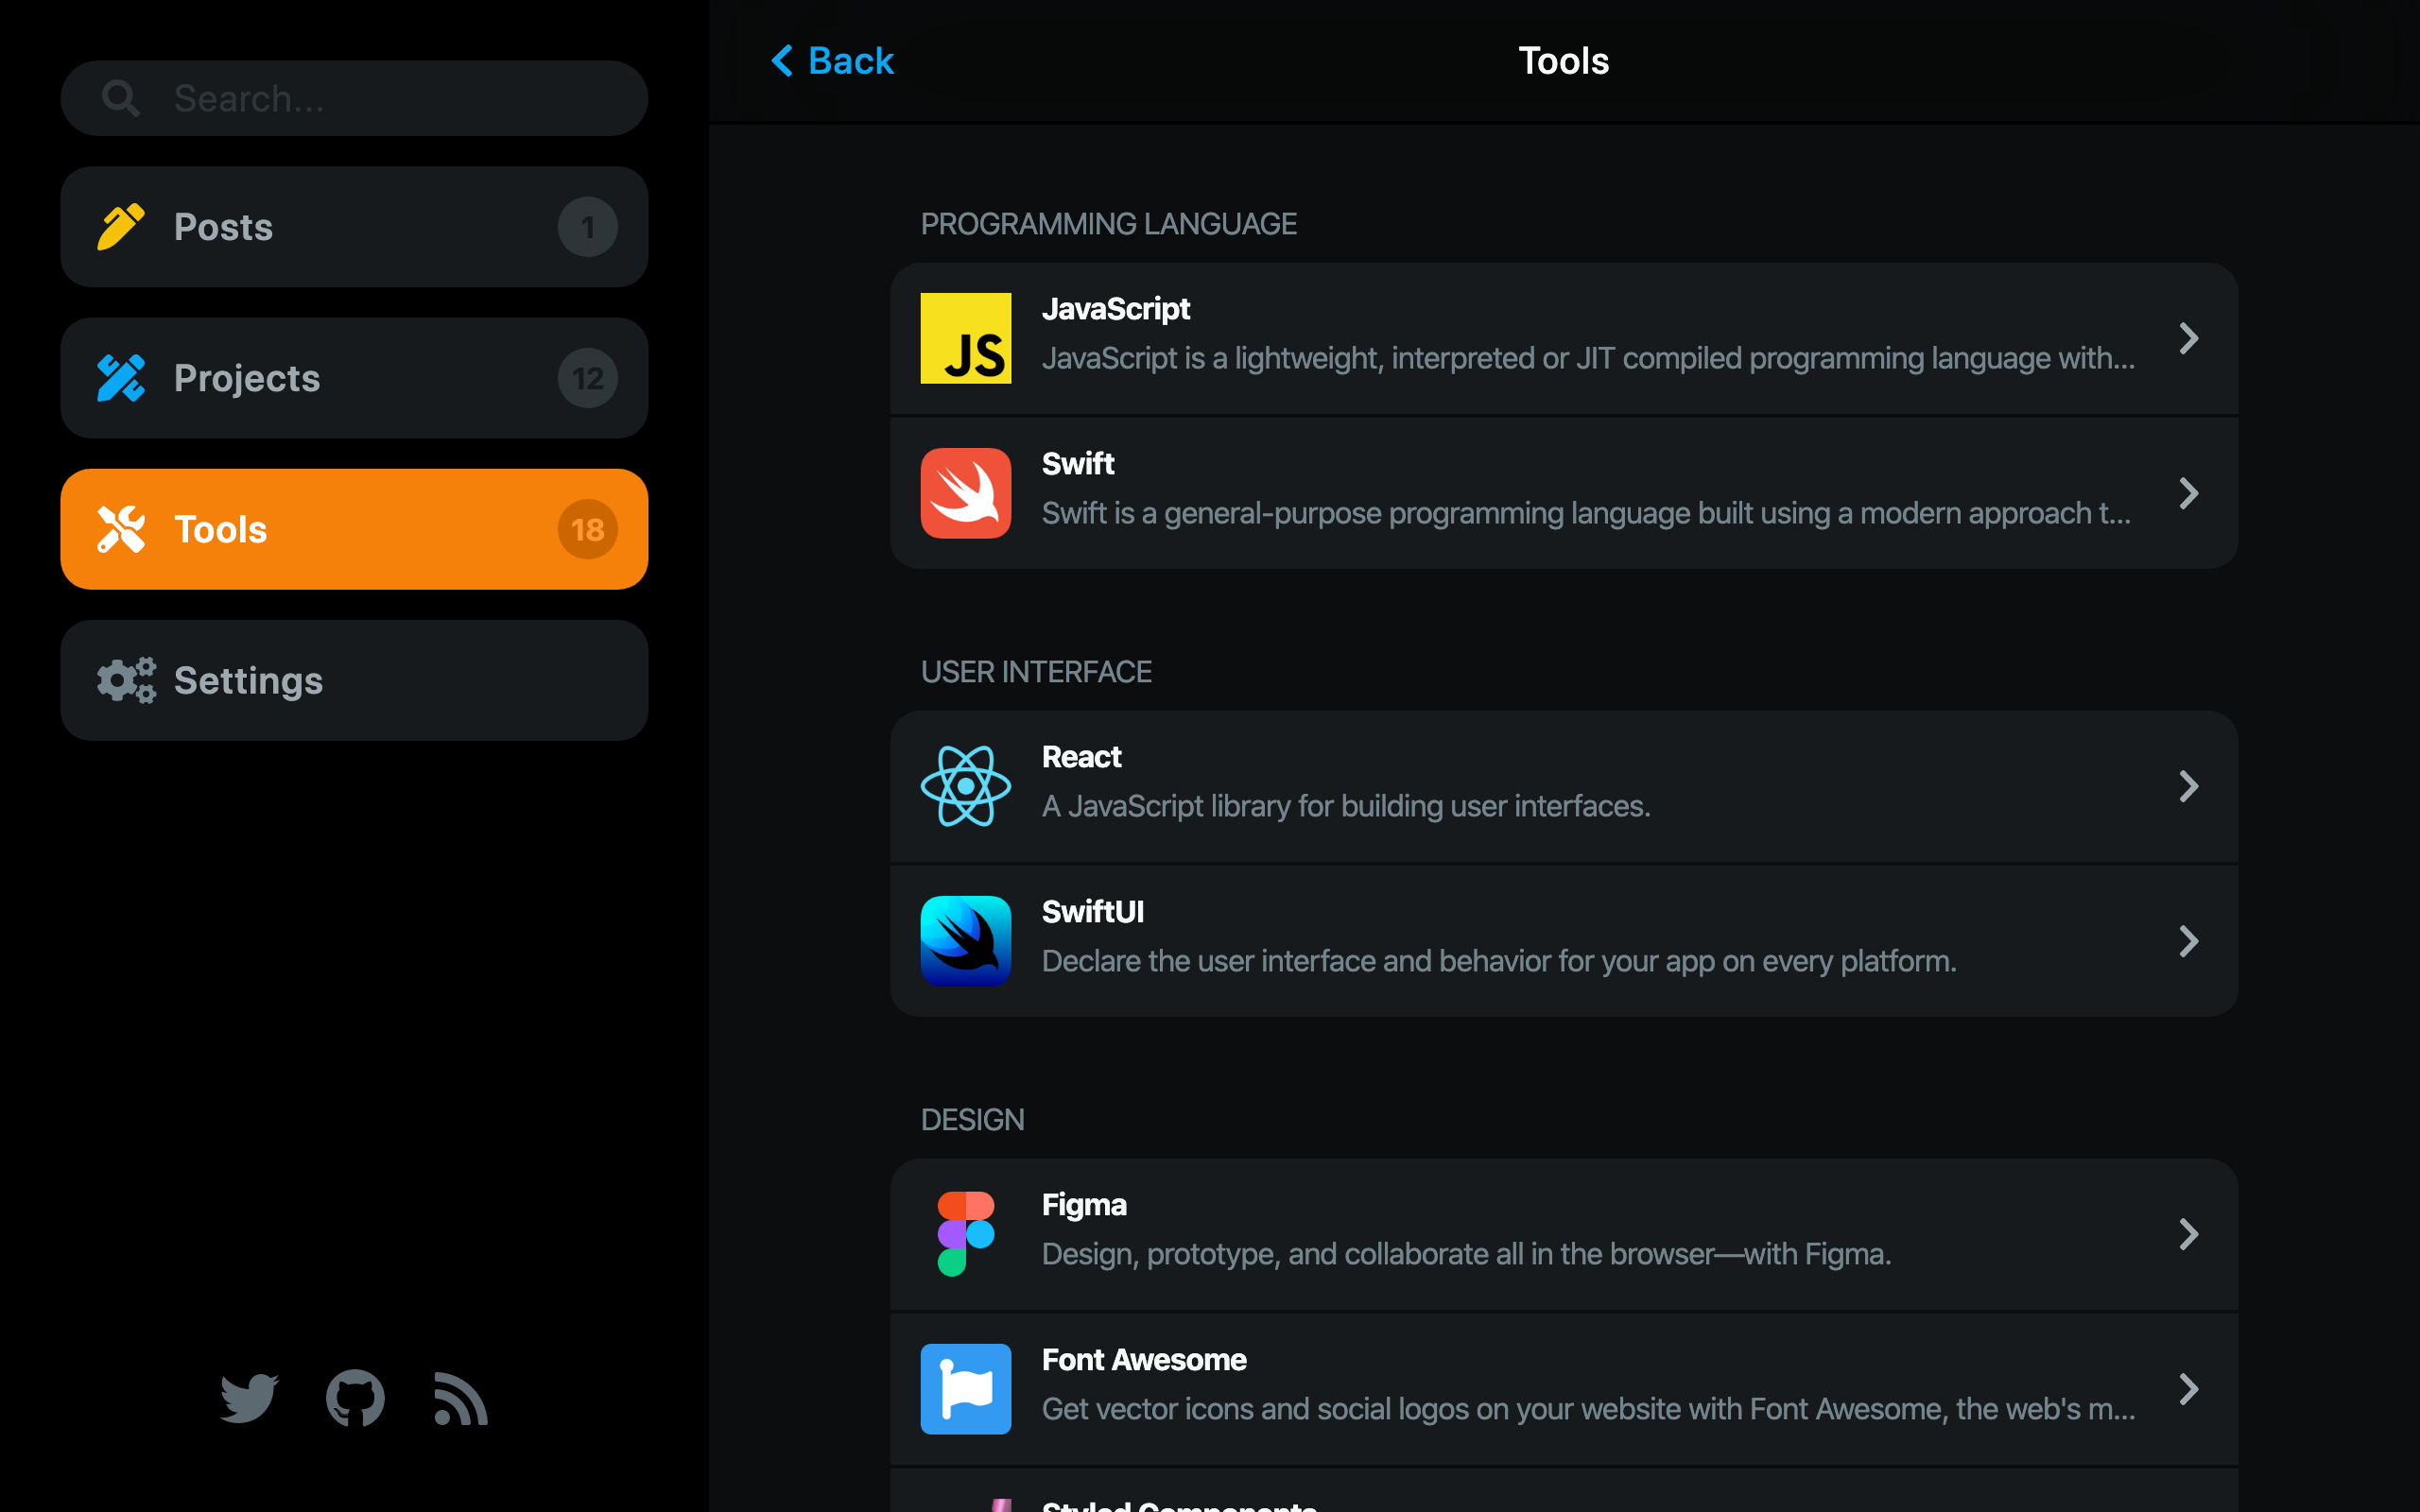 Search...
Posts 1
Projects 12
Tools 18
Settings
Back
Tools
PROGRAMMING LANGUAGE
JS
JavaScript
JavaScript is a lightweight, interpreted or JIT compiled programming language with...
Swift
Swift is a general-purpose programming language built using a modern approach t...
USER INTERFACE
React
A JavaScript library for building user interfaces.
SwiftUI
Declare the user interface and behavior for your app on every platform.
DESIGN
Figma
Design, prototype, and collaborate all in the browser—with Figma.
Font Awesome
Get vector icons and social logos on your website with Font Awesome, the web's m...
Styled Components